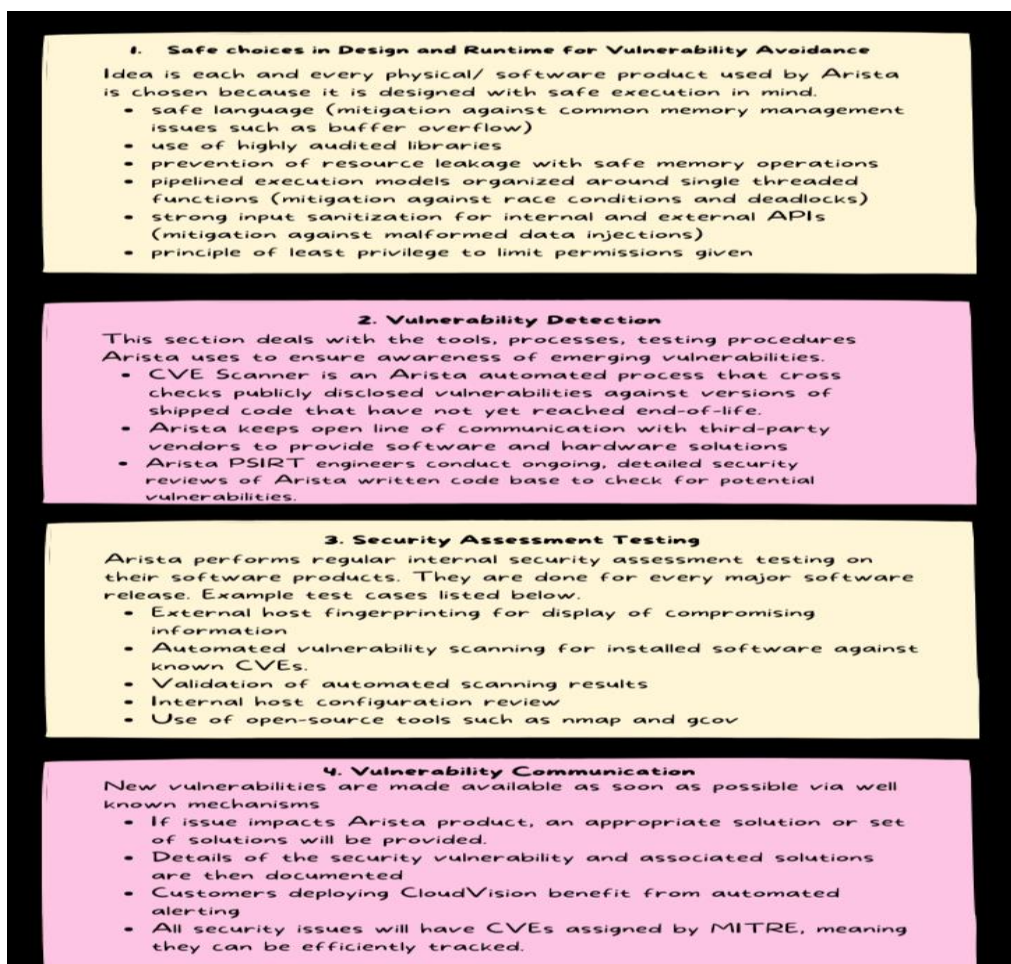 1. Safe choices in Design and Runtime for Vulnerability Avoidance
Idea is each and every physical/ software product used by Arista
is chosen because it is designed with safe execution in mind.
• safe language (mitigation against common memory management
issues such as buffer overflow)
• use of highly audited libraries
• prevention of resource leakage with safe memory operations
• pipelined execution models organized around single threaded
functions (mitigation against race conditions and deadlocks)
• strong input sanitization for internal and external APIs
(mitigation against malformed data injections)
• principle of least privilege to limit permissions given
2. Vulnerability Detection
This section deals with the tools, processes, testing procedures
Arista uses to ensure awareness of emerging vulnerabilities.
• CVE Scanner is an Arista automated process that cross
checks publicly disclosed vulnerabilities against versions of
shipped code that have not yet reached end-of-life.
• Arista keeps open line of communication with third-party
vendors to provide software and hardware solutions
• Arista PSIRT engineers conduct ongoing, detailed security
reviews of Arista written code base to check for potential
vulnerabilities.
3. Security Assessment Testing
Arista performs regular internal security assessment testing on
their software products. They are done for every major software
release. Example test cases listed below.
• External host fingerprinting for display of compromising
information
• Automated vulnerability scanning for installed software against
known CVEs.
• Validation of automated scanning results
• Internal host configuration review
• Use of open-source tools such as nmap and gcov
4. Vulnerability Communication
New vulnerabilities are made available as soon as possible via well
known mechanisms
• If issue impacts Arista product, an appropriate solution or set
of solutions will be provided.
• Details of the security vulnerability and associated solutions
are then documented
• Customers deploying CloudVision benefit from automated
alerting
• All security issues will have CVEs assigned by MITRE, meaning
they can be efficiently tracked.